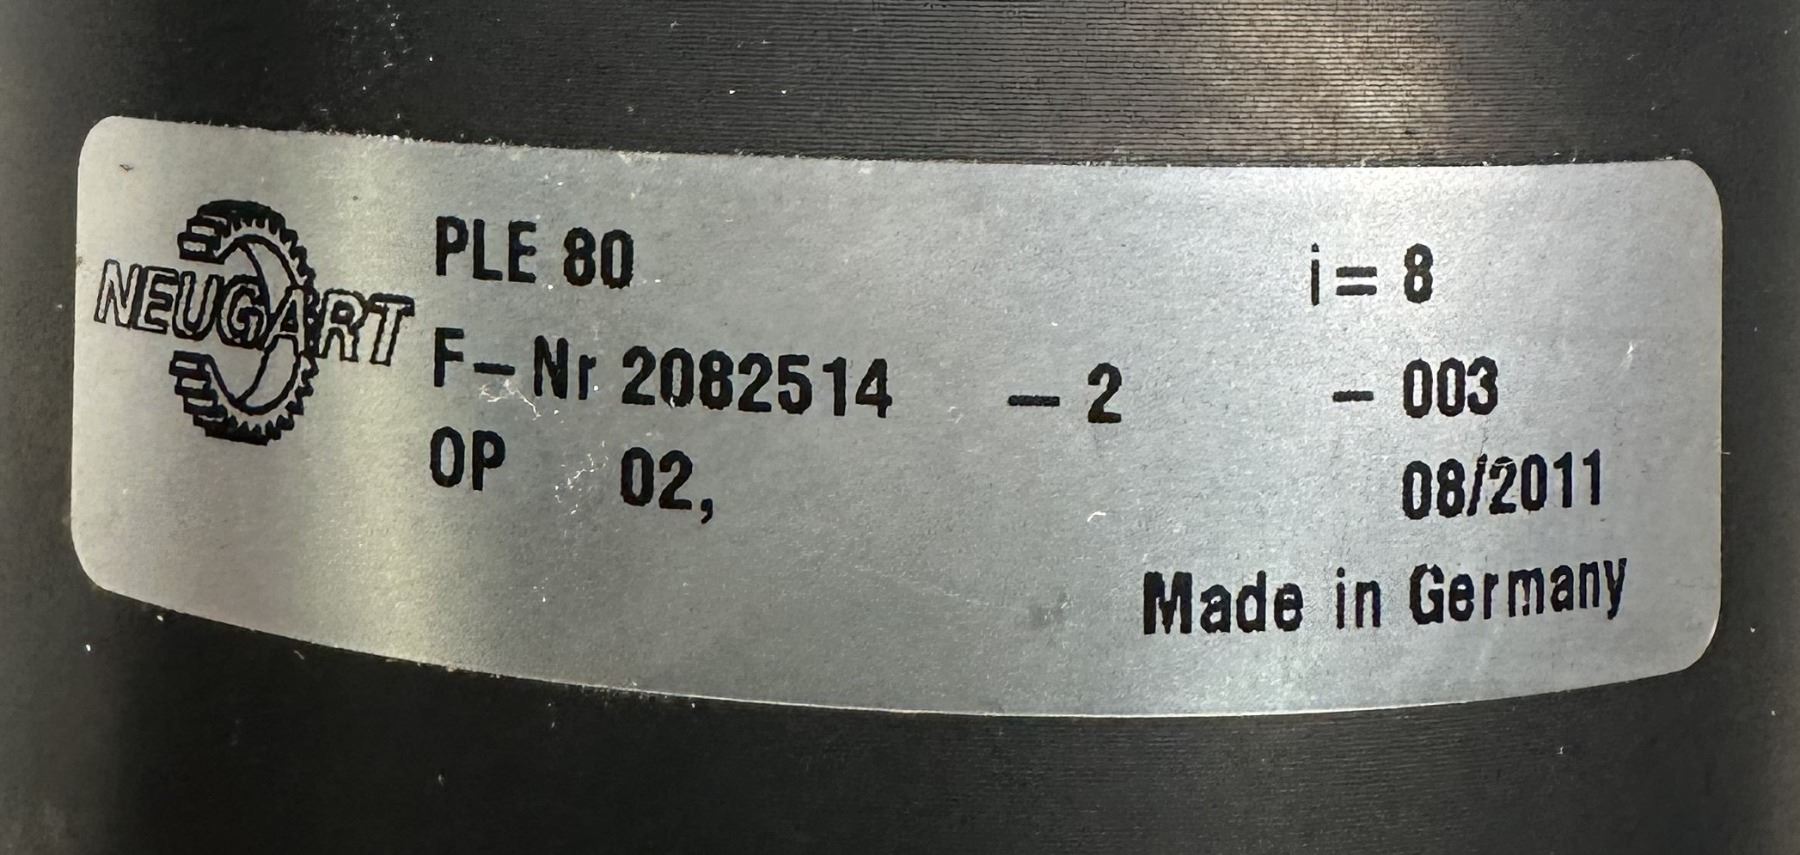 NEUGART
PLE 80 i= 8
F-Nr 2082514 - 2 - 003
OP 02, 08/2011
Made in Germany